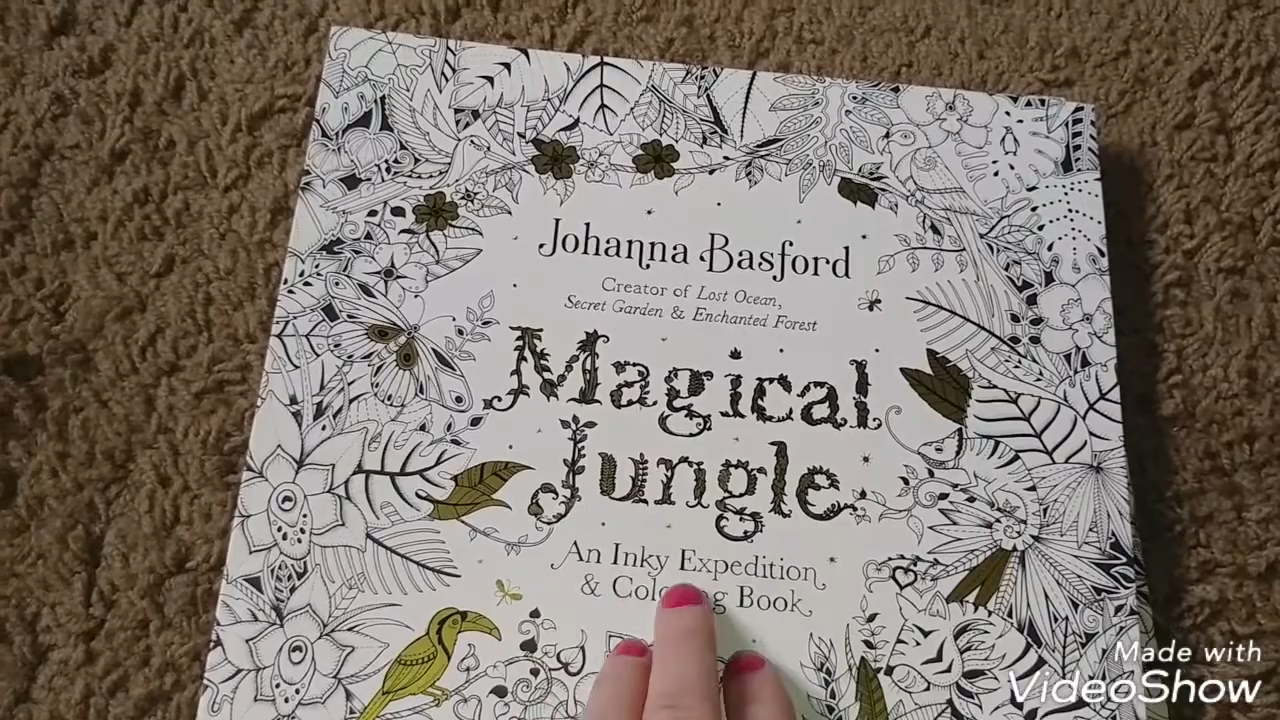 Johanna Basford
Creator of Lost Ocean,
Secret Garden & Enchanted Forest
Magical
Jungle
An Inky Expedition
& Book
Made with
VideoShow